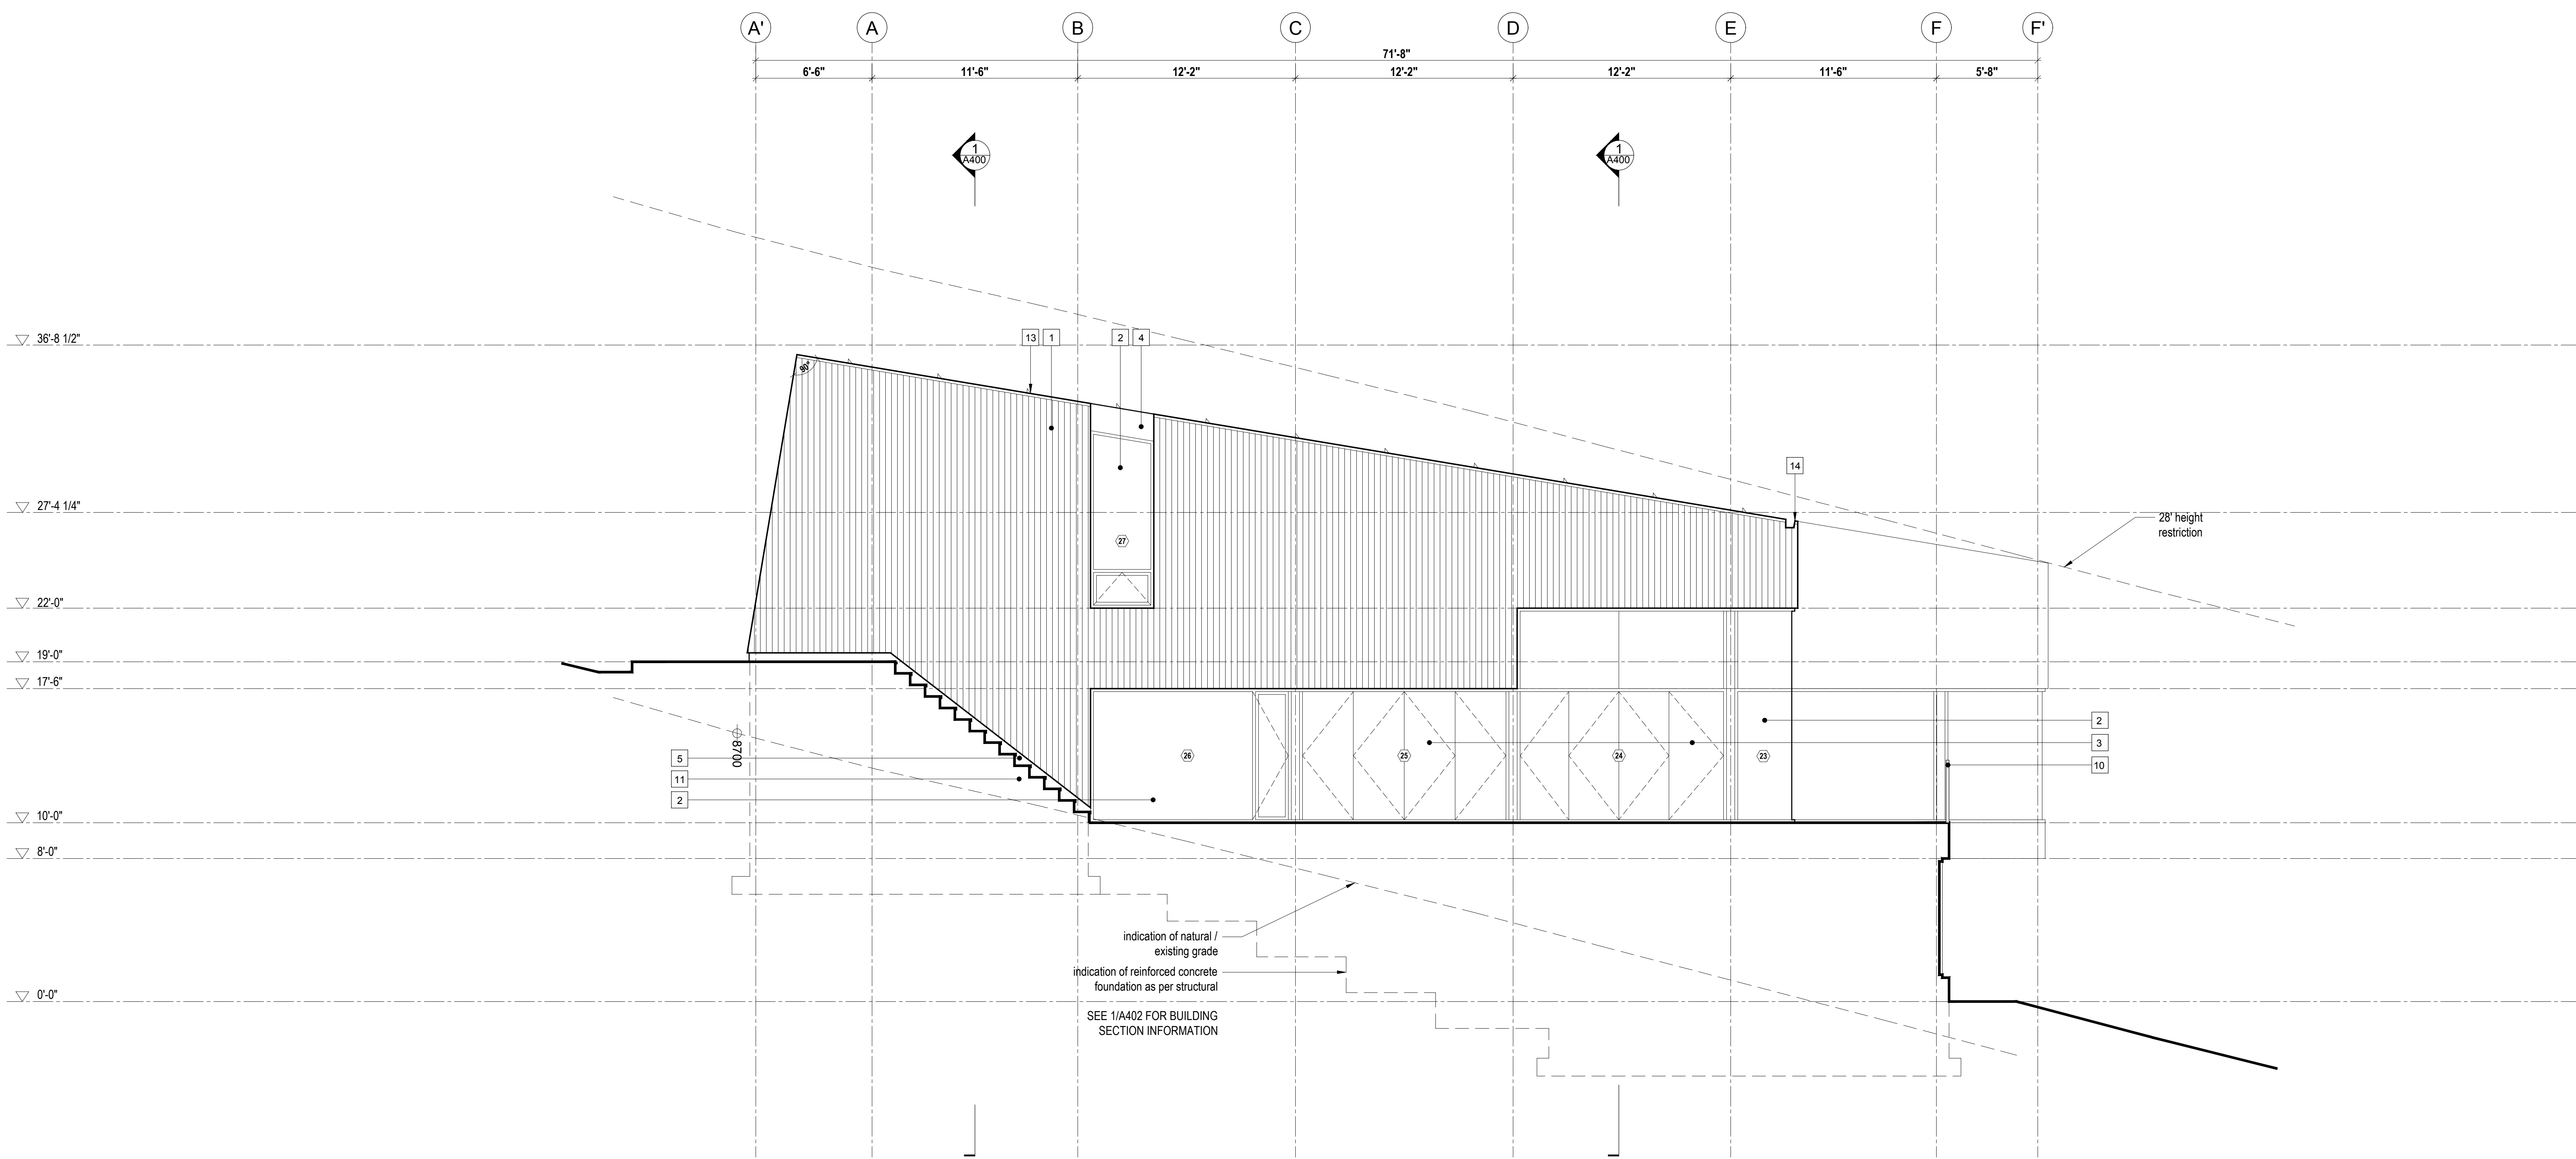 A' A B C D E F F'
71'-8"
6'-6" 11'-6" 12'-2" 12'-2" 12'-2" 11'-6" 5'-8"
1 1
A400 A400
36'-8 1/2"
13 1 2 4
90°
14
27'-4 1/4"
28' height
restriction
27
22'-0"
19'-0"
17'-6"
2
8700
3
5
26 25 24 23
10
11
2
10'-0"
8'-0"
indication of natural /
existing grade
indication of reinforced concrete
foundation as per structural
0'-0"
SEE 1/A402 FOR BUILDING
SECTION INFORMATION